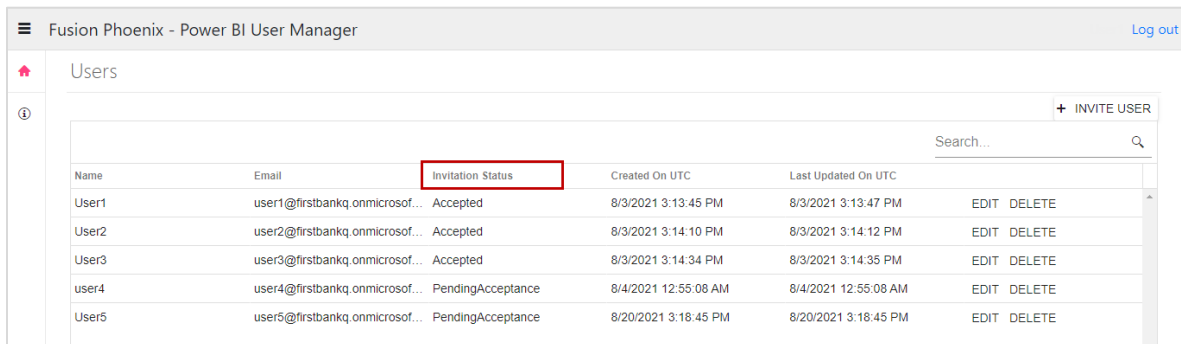 Fusion Phoenix - Power BI User Manager Log out
Users
+ INVITE USER
Search...
Name Email Invitation Status Created On UTC Last Updated On UTC
User1 user1@firstbankq.onmicrosof... Accepted 8/3/2021 3:13:45 PM 8/3/2021 3:13:47 PM EDIT DELETE
User2 user2@firstbankq.onmicrosof... Accepted 8/3/2021 3:14:10 PM 8/3/2021 3:14:12 PM EDIT DELETE
User3 user3@firstbankq.onmicrosof... Accepted 8/3/2021 3:14:34 PM 8/3/2021 3:14:35 PM EDIT DELETE
user4 user4@firstbankq.onmicrosof... PendingAcceptance 8/4/2021 12:55:08 AM 8/4/2021 12:55:08 AM EDIT DELETE
User5 user5@firstbankq.onmicrosof... PendingAcceptance 8/20/2021 3:18:45 PM 8/20/2021 3:18:45 PM EDIT DELETE